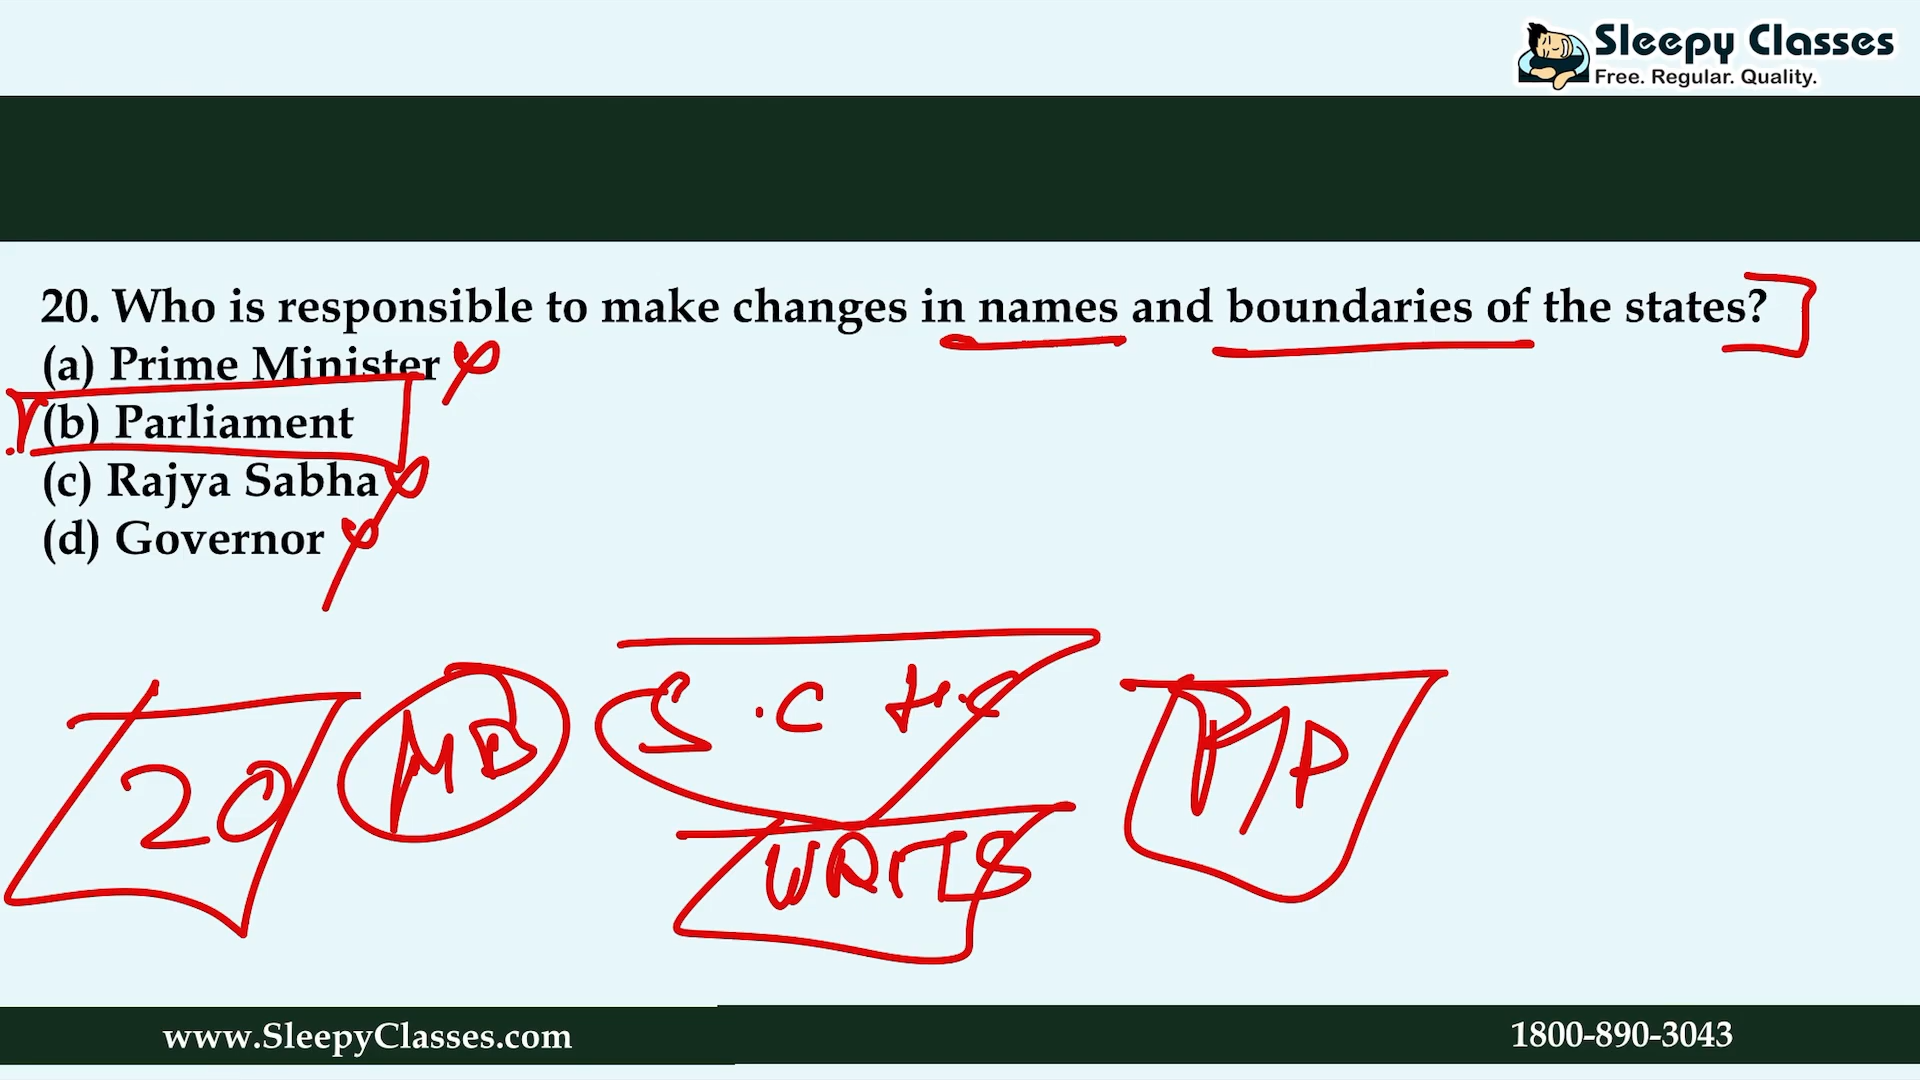 Sleepy Classes
Free. Regular. Quality.
20. Who is responsible to make changes in names and boundaries of the states?
(a) Prime Minister
(b) Parliament
(c) Rajya Sabha
(d) Governor
20 MB S.C H.C P/P
WRITS
www.SleepyClasses.com
1800-890-3043